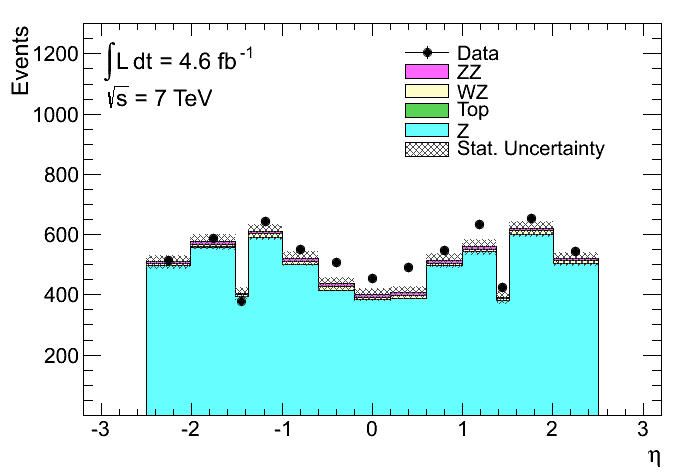 Events
∫L dt = 4.6 fb⁻¹
√s = 7 TeV
Data
ZZ
WZ
Top
Z
Stat. Uncertainty
1200
1000
800
600
400
200
-3 -2 -1 0 1 2 3
η